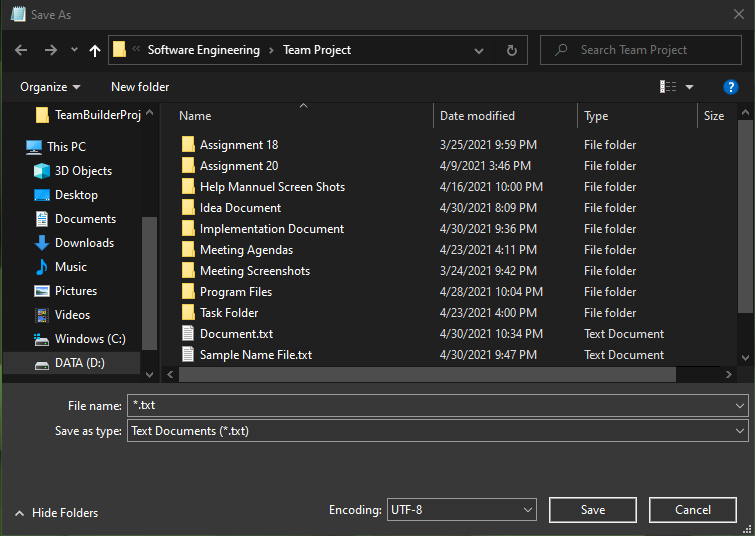 Save As
Software Engineering Team Project
Search Team Project
Organize New folder
?
TeamBuilderProj
This PC
3D Objects
Desktop
Documents
Downloads
Music
Pictures
Videos
Windows (C:)
DATA (D:)
Name Date modified Type Size
Assignment 18 3/25/2021 9:59 PM File folder
Assignment 20 4/9/2021 3:46 PM File folder
Help Mannuel Screen Shots 4/16/2021 10:00 PM File folder
Idea Document 4/30/2021 8:09 PM File folder
Implementation Document 4/30/2021 9:36 PM File folder
Meeting Agendas 4/23/2021 4:11 PM File folder
Meeting Screenshots 3/24/2021 9:42 PM File folder
Program Files 4/28/2021 10:04 PM File folder
Task Folder 4/23/2021 4:00 PM File folder
Document.txt 4/30/2021 10:34 PM Text Document
Sample Name File.txt 4/30/2021 9:47 PM Text Document
File name: *.txt
Save as type: Text Documents (*.txt)
Hide Folders Encoding: UTF-8 Save Cancel